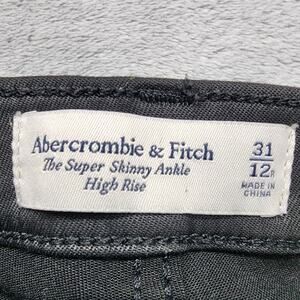 Abercrombie & Fitch
The Super Skinny Ankle
High Rise
31
12R
MADE IN
CHINA